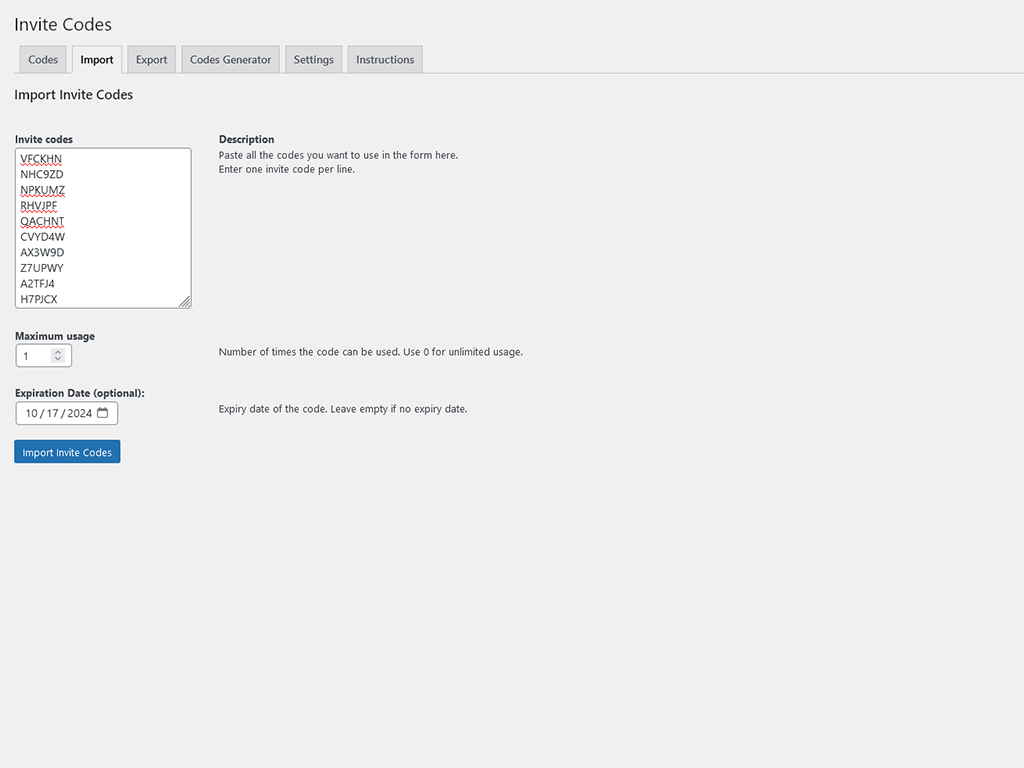 Invite Codes
Codes
Import
Export
Codes Generator
Settings
Instructions
Import Invite Codes
Invite codes
VFCKHN
NHC9ZD
NPKUMZ
RHVJPF
QACHNT
CVYD4W
AX3W9D
Z7UPWY
A2TFJ4
H7PJCX
Description
Paste all the codes you want to use in the form here.
Enter one invite code per line.
Maximum usage
1
Number of times the code can be used. Use 0 for unlimited usage.
Expiration Date (optional):
10 / 17 / 2024
Expiry date of the code. Leave empty if no expiry date.
Import Invite Codes